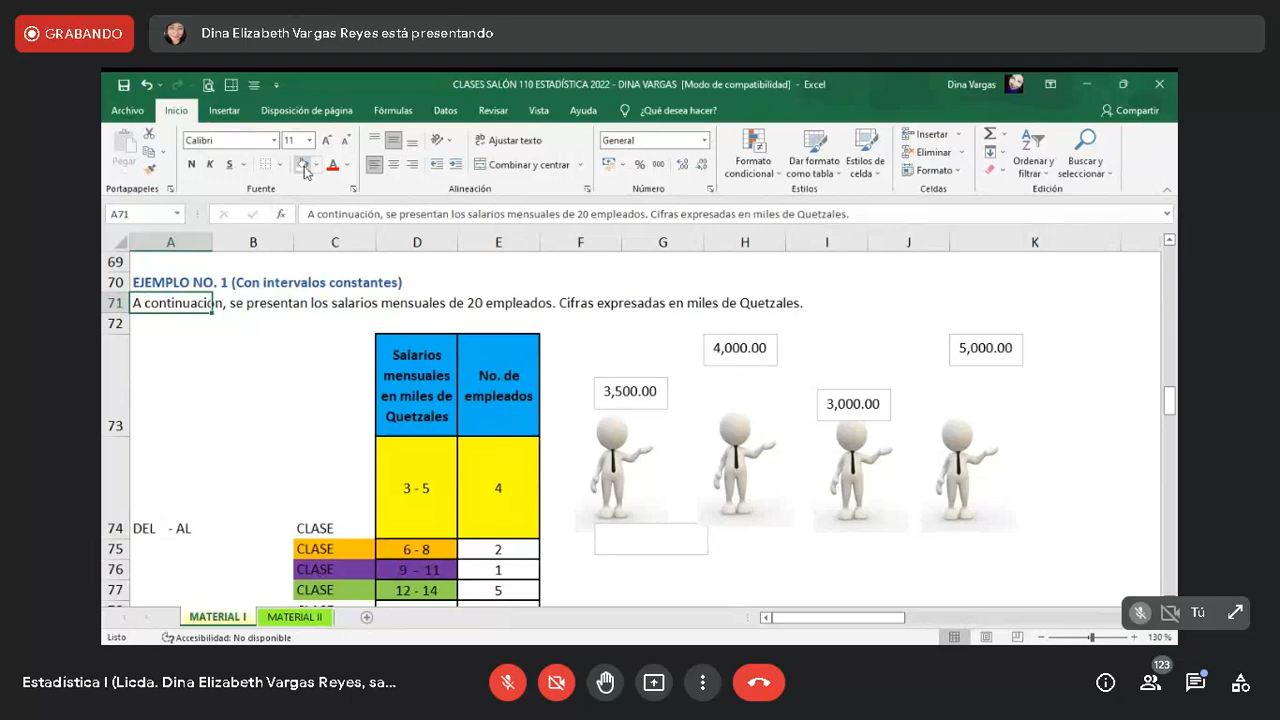 GRABANDO
Dina Elizabeth Vargas Reyes está presentando
CLASES SALÓN 110 ESTADÍSTICA 2022 - DINA VARGAS [Modo de compatibilidad] - Excel
Dina Vargas
Archivo Inicio Insertar Disposición de página Fórmulas Datos Revisar Vista Ayuda ¿Qué desea hacer? Compartir
Pegar
Calibri 11
N K S
Ajustar texto
Combinar y centrar
General
% 000
Formato condicional
Dar formato como tabla
Estilos de celda
Insertar
Eliminar
Formato
Ordenar y filtrar
Buscar y seleccionar
Portapapeles Fuente Alineación Número Estilos Celdas Edición
A71
fx
A continuación, se presentan los salarios mensuales de 20 empleados. Cifras expresadas en miles de Quetzales.
A B C D E F G H I J K
69
70 EJEMPLO NO. 1 (Con intervalos constantes)
71 A continuación, se presentan los salarios mensuales de 20 empleados. Cifras expresadas en miles de Quetzales.
72
73
Salarios mensuales en miles de Quetzales
No. de empleados
4,000.00
5,000.00
3,500.00
3,000.00
74 DEL - AL CLASE 3 - 5 4
75 CLASE 6 - 8 2
76 CLASE 9 - 11 1
77 CLASE 12 - 14 5
MATERIAL I MATERIAL II
Tú
Listo
Accesibilidad: No disponible
130 %
Estadística I (Licda. Dina Elizabeth Vargas Reyes, sa...
123